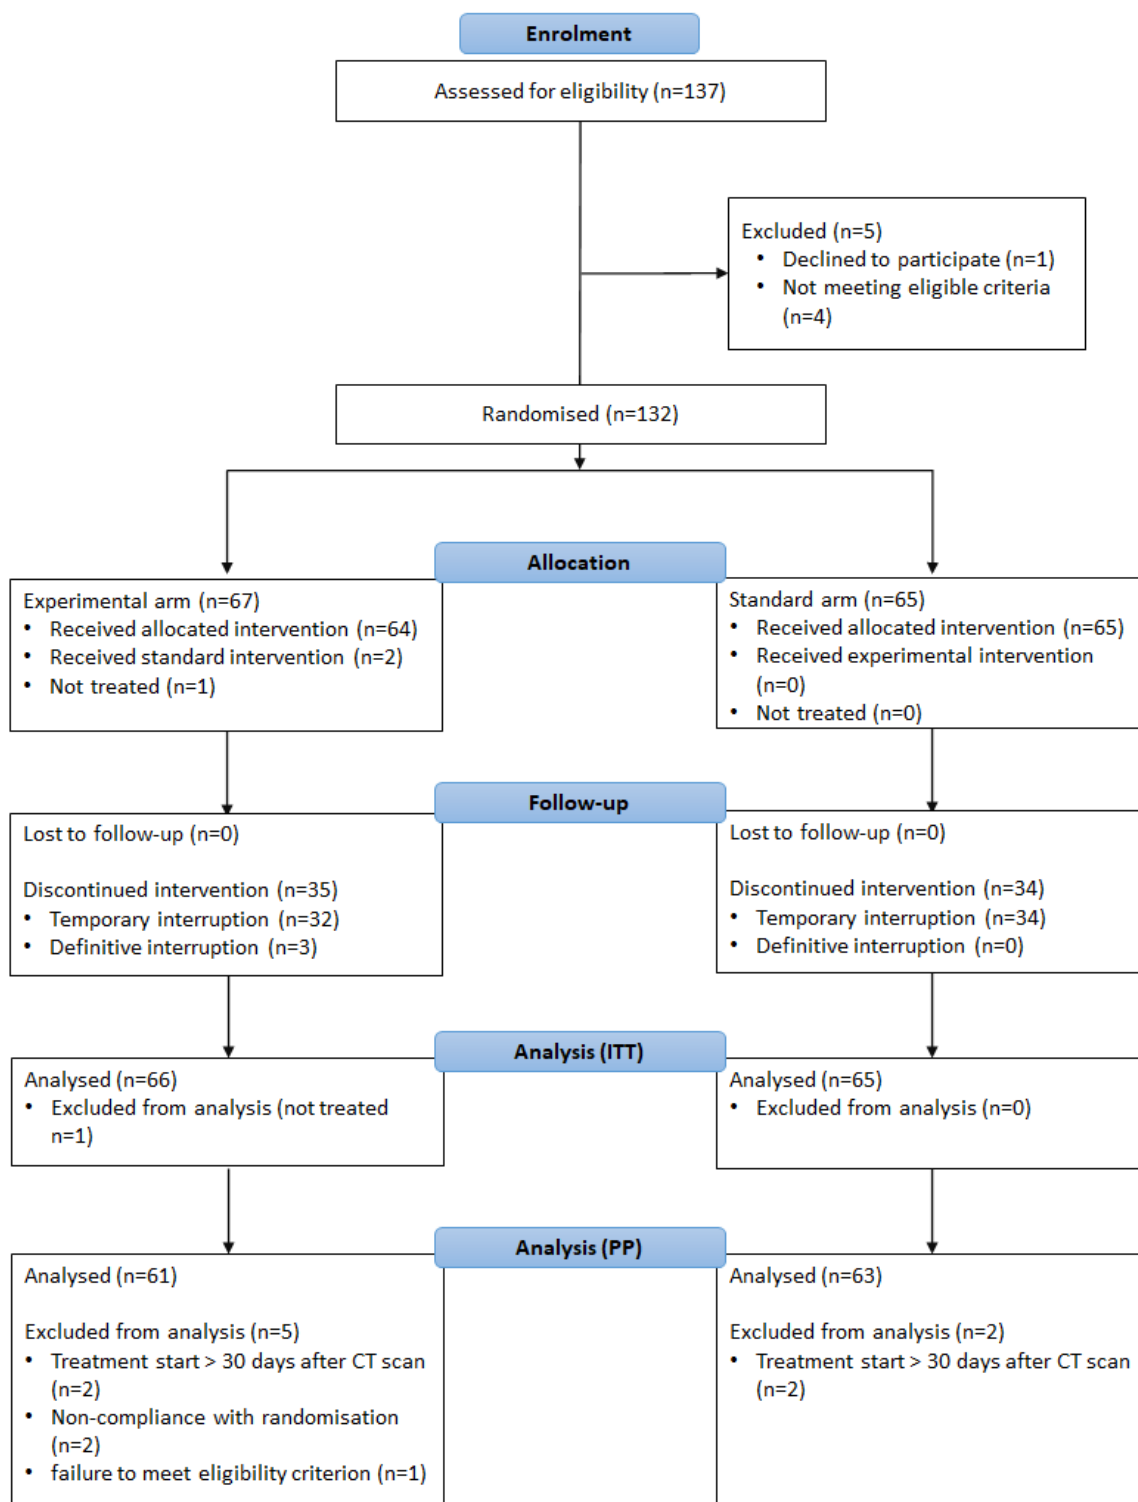 Enrolment
Assessed for eligibility (n=137)
Excluded (n=5)
• Declined to participate (n=1)
• Not meeting eligible criteria
(n=4)
Randomised (n=132)
Allocation
Experimental arm (n=67)
• Received allocated intervention (n=64)
• Received standard intervention (n=2)
• Not treated (n=1)
Standard arm (n=65)
• Received allocated intervention (n=65)
• Received experimental intervention
(n=0)
• Not treated (n=0)
Follow-up
Lost to follow-up (n=0)
Discontinued intervention (n=35)
• Temporary interruption (n=32)
• Definitive interruption (n=3)
Lost to follow-up (n=0)
Discontinued intervention (n=34)
• Temporary interruption (n=34)
• Definitive interruption (n=0)
Analysis (ITT)
Analysed (n=66)
• Excluded from analysis (not treated
n=1)
Analysed (n=65)
• Excluded from analysis (n=0)
Analysis (PP)
Analysed (n=61)
Excluded from analysis (n=5)
• Treatment start > 30 days after CT scan
(n=2)
• Non-compliance with randomisation
(n=2)
• failure to meet eligibility criterion (n=1)
Analysed (n=63)
Excluded from analysis (n=2)
• Treatment start > 30 days after CT scan
(n=2)